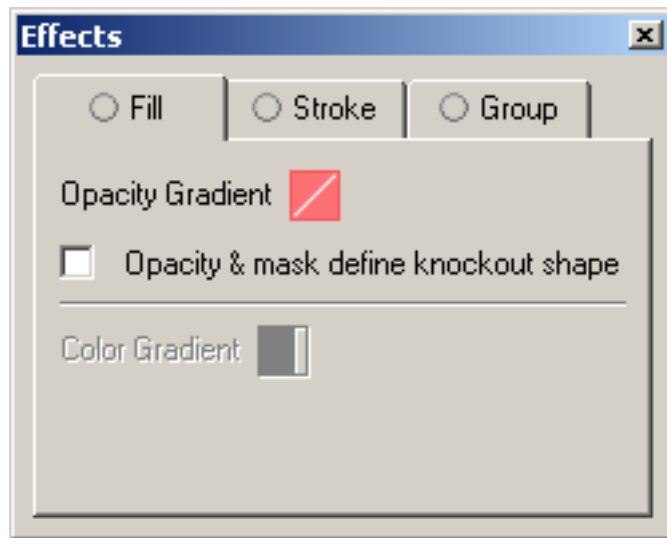 Effects
Fill Stroke Group
Opacity Gradient
Opacity & mask define knockout shape
Color Gradient